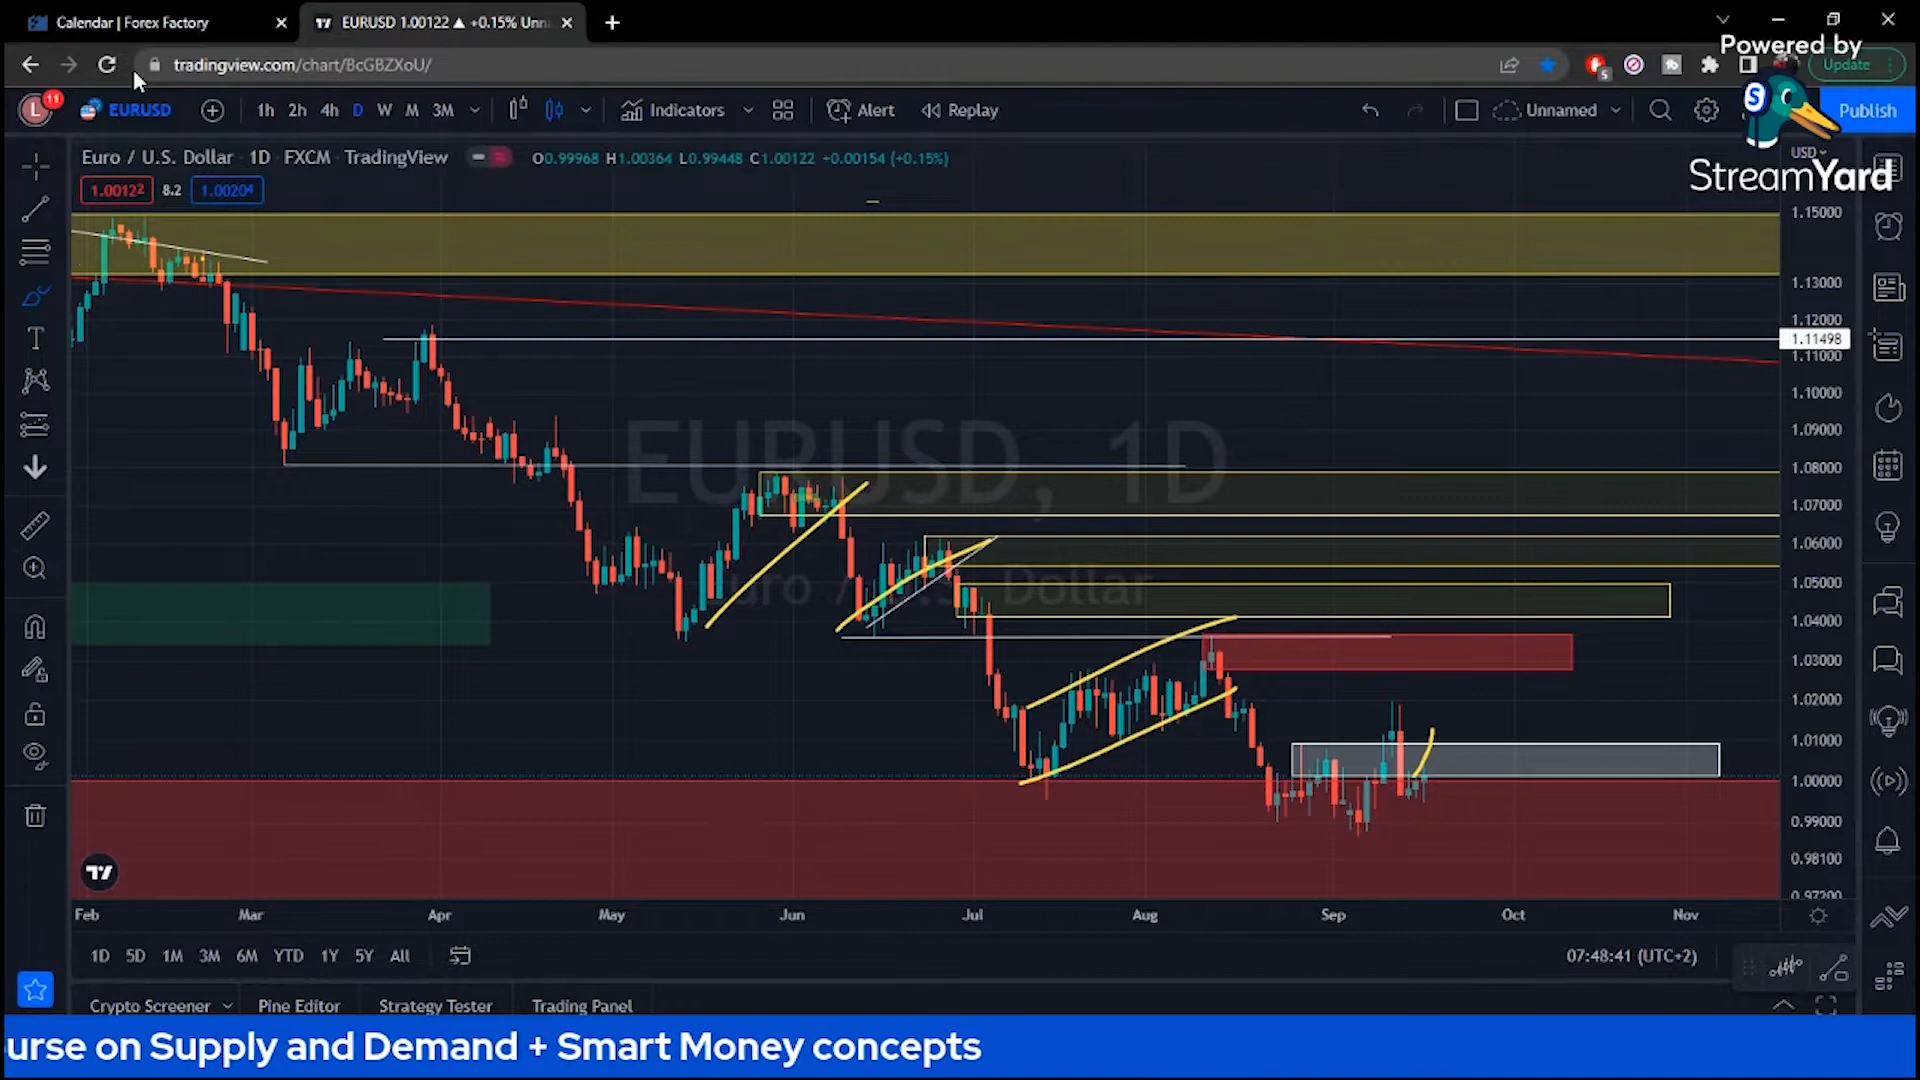 Calendar | Forex Factory
EURUSD 1.00122 ▲ +0.15% Unn
tradingview.com/chart/BcGBZXoU/
Powered by
Update
5
L
11
EURUSD
1h 2h 4h D W M 3M
Indicators
Alert
Replay
Unnamed
Publish
S
StreamYard
Euro / U.S. Dollar · 1D · FXCM · TradingView
O0.99968 H1.00364 L0.99448 C1.00122 +0.00154 (+0.15%)
USD
1.00122 8.2 1.00204
1.15000
1.13000
1.12000
1.11498
1.11000
1.10000
1.09000
1.08000
1.07000
1.06000
1.05000
1.04000
1.03000
1.02000
1.01000
1.00000
0.99000
0.98100
0.97200
EURUSD, 1D
Euro / U.S. Dollar
Feb Mar Apr May Jun Jul Aug Sep Oct Nov
1D 5D 1M 3M 6M YTD 1Y 5Y All
07:48:41 (UTC+2)
Crypto Screener Pine Editor Strategy Tester Trading Panel
urse on Supply and Demand + Smart Money concepts